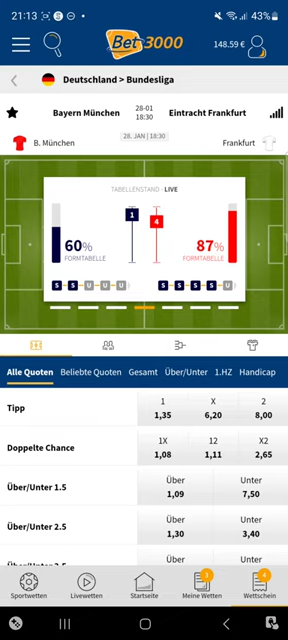 21:13
43%
Bet3000
148.59 €
Deutschland > Bundesliga
Bayern München 28-01 18:30 Eintracht Frankfurt
B. München 28. JAN | 18:30 Frankfurt
TABELLENSTAND - LIVE
1 4
60% 87%
FORMTABELLE FORMTABELLE
S S U U U S S S S U
Alle Quoten Beliebte Quoten Gesamt Über/Unter 1.HZ Handicap
Tipp 1 X 2
1,35 6,20 8,00
Doppelte Chance 1X 12 X2
1,08 1,11 2,65
Über/Unter 1.5 Über Unter
1,09 7,50
Über/Unter 2.5 Über Unter
1,30 3,40
Über Unter
3 4
Sportwetten Livewetten Startseite Meine Wetten Wettschein